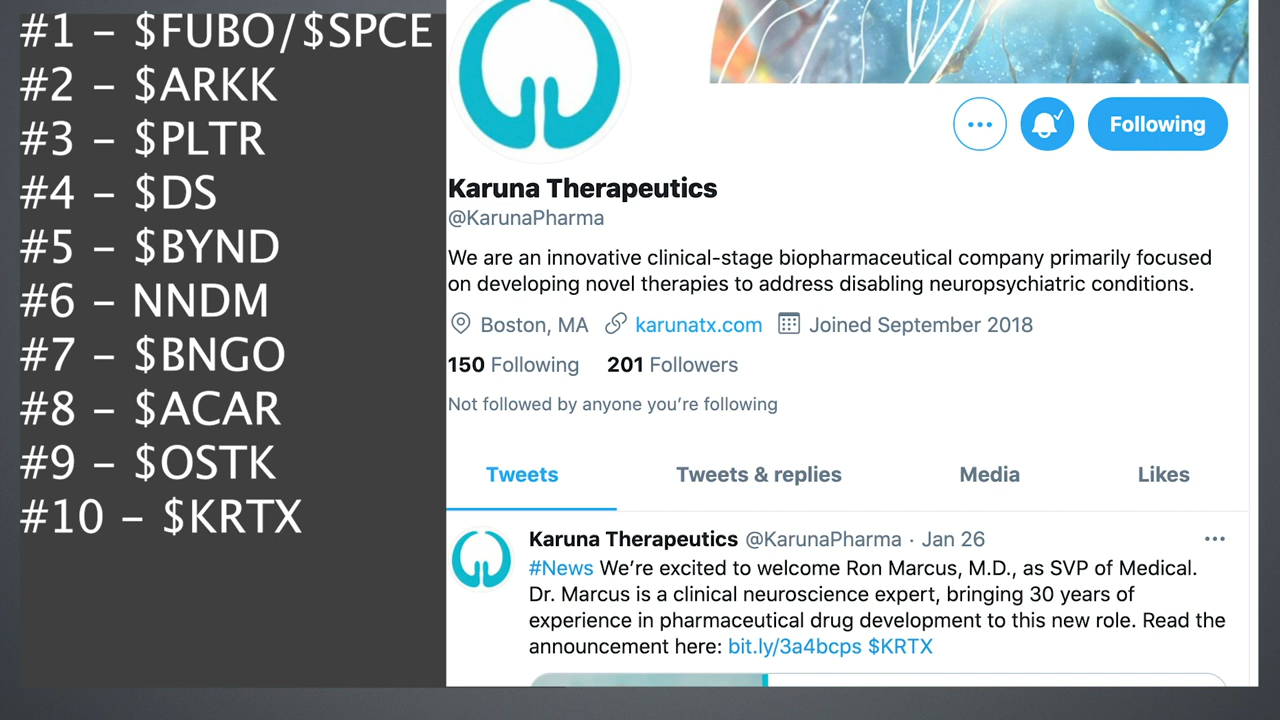 #1 – $FUBO/$SPCE
#2 – $ARKK
#3 – $PLTR
#4 – $DS
#5 – $BYND
#6 – NNDM
#7 – $BNGO
#8 – $ACAR
#9 – $OSTK
#10 – $KRTX
Following
Karuna Therapeutics
@KarunaPharma
We are an innovative clinical-stage biopharmaceutical company primarily focused
on developing novel therapies to address disabling neuropsychiatric conditions.
Boston, MA karunatx.com Joined September 2018
150 Following 201 Followers
Not followed by anyone you’re following
Tweets Tweets & replies Media Likes
Karuna Therapeutics @KarunaPharma · Jan 26
#News We’re excited to welcome Ron Marcus, M.D., as SVP of Medical.
Dr. Marcus is a clinical neuroscience expert, bringing 30 years of
experience in pharmaceutical drug development to this new role. Read the
announcement here: bit.ly/3a4bcps $KRTX